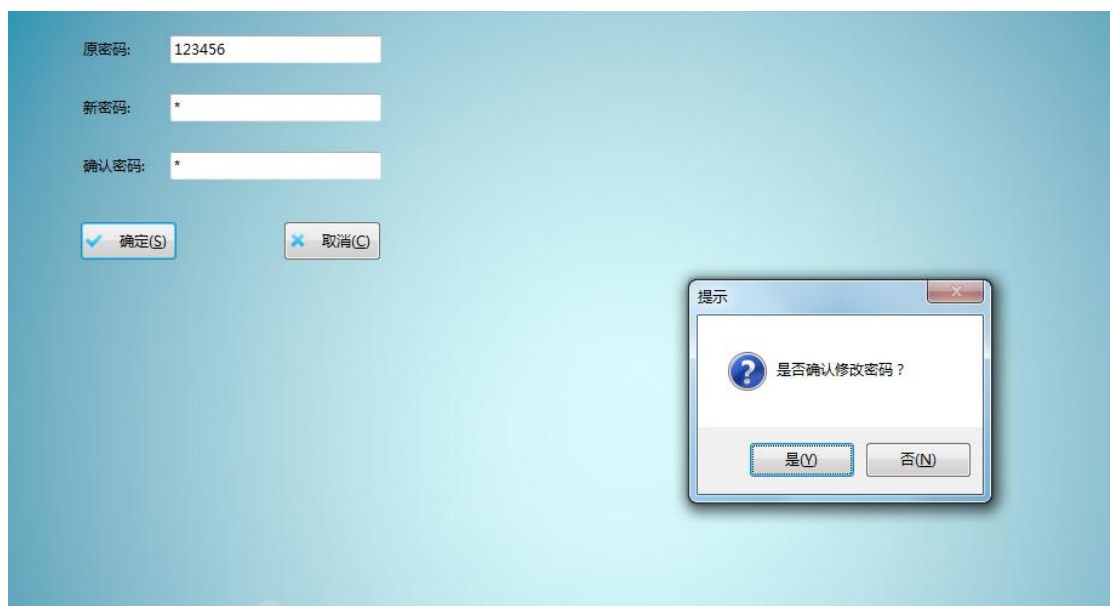 原密码: 123456
新密码: *
确认密码: *
确定(S) 取消(C)
提示
是否确认修改密码？
是(Y) 否(N)